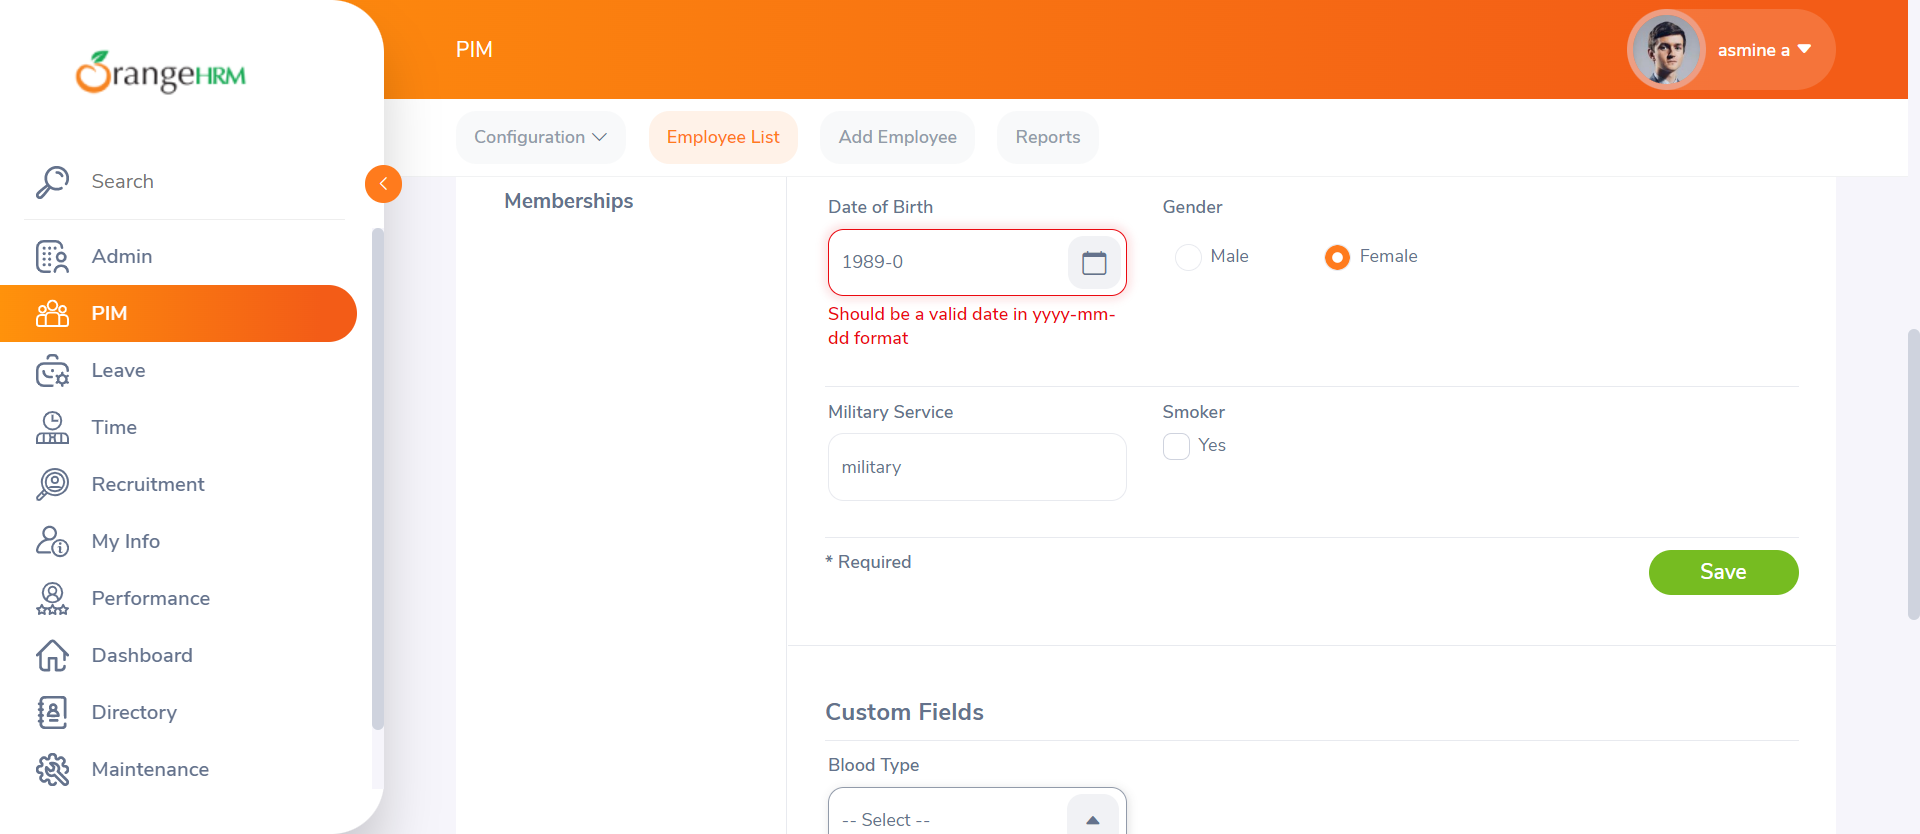 OrangeHRM
PIM
asmine a
Configuration
Employee List
Add Employee
Reports
Search
Admin
PIM
Leave
Time
Recruitment
My Info
Performance
Dashboard
Directory
Maintenance
Memberships
Date of Birth
1989-0
Should be a valid date in yyyy-mm-
dd format
Gender
Male
Female
Military Service
military
Smoker
Yes
* Required
Save
Custom Fields
Blood Type
-- Select --